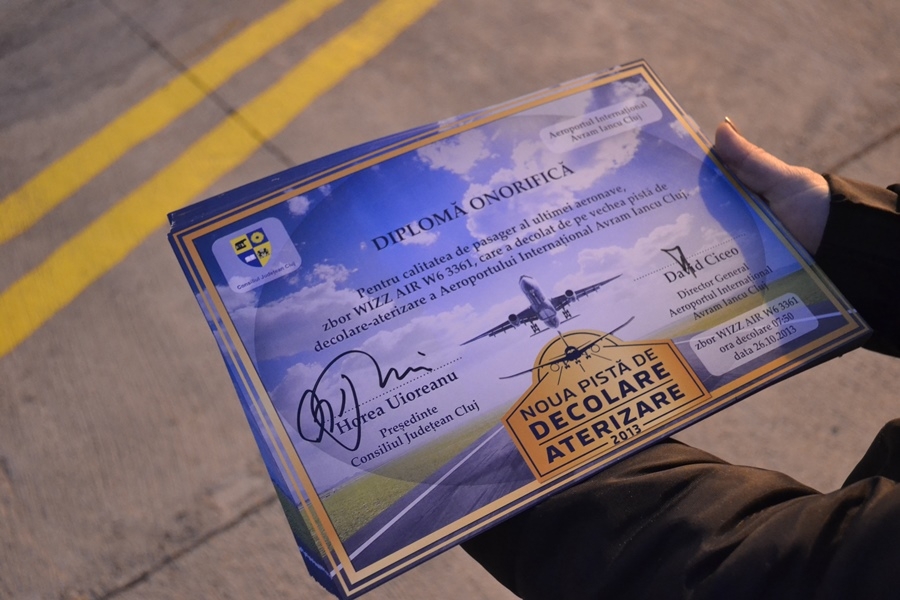 Aeroportul Internațional
Avram Iancu Cluj
Consiliul Județean Cluj
DIPLOMĂ ONORIFICĂ
Pentru calitatea de pasager al ultimei aeronave,
zbor WIZZ AIR W6 3361, care a decolat de pe vechea pistă de
decolare-aterizare a Aeroportului Internațional Avram Iancu Cluj.
David Ciceo
Director General
Aeroportul Internațional
Avram Iancu Cluj
Horea Uioreanu
Președinte
Consiliul Județean Cluj
zbor WIZZ AIR W6 3361
ora decolare 07:50
data 26.10.2013
NOUA PISTĂ DE
DECOLARE
ATERIZARE
2013